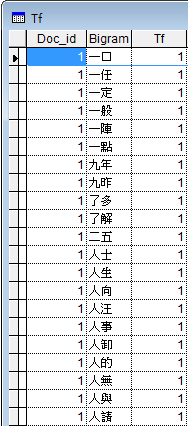 Tf
Doc_id Bigram Tf
1 一口 1
1 一任 1
1 一定 1
1 一般 1
1 一陣 1
1 一點 1
1 九年 1
1 九昨 1
1 了多 1
1 了解 1
1 二五 1
1 人士 1
1 人生 1
1 人向 1
1 人汪 1
1 人事 1
1 人卸 1
1 人的 1
1 人無 1
1 人與 1
1 人諸 1